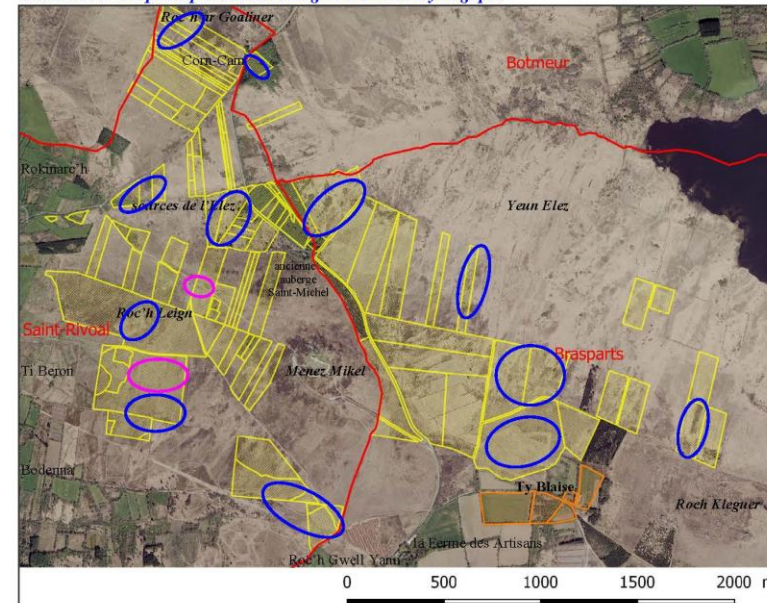 Roc'h ar Goaliner
Corn-Cam
Botmeur
Rokinarc'h
sources de l'Elez
Yeun Elez
ancienne
auberge
Saint-Michel
Roc'h Leign
Saint-Rivoal
Brasparts
Ti Beron
Menez Mikel
Bodenna
Ty Blaise
Roch Kleguer
la Ferme des Artisans
Roc'h Gwell Yann
0 500 1000 1500 2000 m